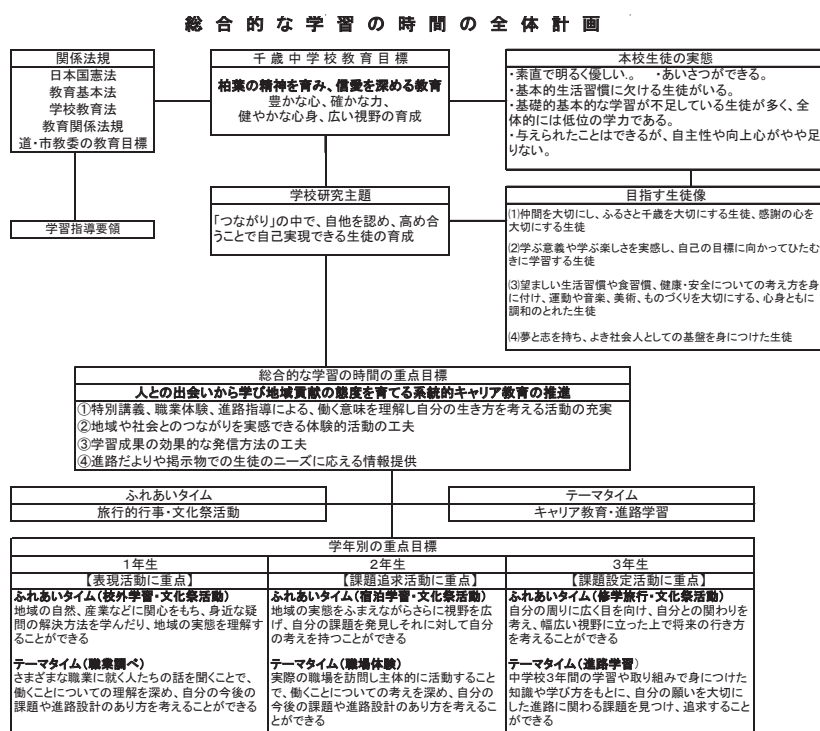 総合的な学習の時間の全体計画
関係法規
日本国憲法
教育基本法
学校教育法
教育関係法規
道・市教委の教育目標
学習指導要領
千歳中学校教育目標
柏葉の精神を育み、信愛を深める教育
豊かな心、確かな力、
健やかな心身、広い視野の育成
本校生徒の実態
・素直で明るく優しい。 ・あいさつができる。
・基本的生活習慣に欠ける生徒がいる。
・基礎的基本的な学習が不足している生徒が多く、全
体的には低位の学力である。
・与えられたことはできるが、自主性や向上心がやや足
りない。
学校研究主題
「つながり」の中で、自他を認め、高め合
うことで自己実現できる生徒の育成
目指す生徒像
⑴仲間を大切にし、ふるさと千歳を大切にする生徒、感謝の心を
大切にする生徒
⑵学ぶ意義や学ぶ楽しさを実感し、自己の目標に向かってひたむ
きに学習する生徒
⑶望ましい生活習慣や食習慣、健康・安全についての考え方を身
に付け、運動や音楽、美術、ものづくりを大切にする、心身ともに
調和のとれた生徒
⑷夢と志を持ち、よき社会人としての基盤を身につけた生徒
総合的な学習の時間の重点目標
人との出会いから学び地域貢献の態度を育てる系統的キャリア教育の推進
①特別講義、職業体験、進路指導による、働く意味を理解し自分の生き方を考える活動の充実
②地域や社会とのつながりを実感できる体験的活動の工夫
③学習成果の効果的な発信方法の工夫
④進路だよりや掲示物での生徒のニーズに応える情報提供
ふれあいタイム
旅行的行事・文化祭活動
テーマタイム
キャリア教育・進路学習
学年別の重点目標
1年生
【表現活動に重点】
ふれあいタイム（校外学習・文化祭活動）
地域の自然、産業などに関心をもち、身近な疑
問の解決方法を学んだり、地域の実態を理解す
ることができる
テーマタイム（職業調べ）
さまざまな職業に就く人たちの話を聞くことで、
働くことについての理解を深め、自分の今後の
課題や進路設計のあり方を考えることができる
2年生
【課題追求活動に重点】
ふれあいタイム（宿泊学習・文化祭活動）
地域の実態をふまえながらさらに視野を広
げ、自分の課題を発見しそれに対して自分
の考えを持つことができる
テーマタイム（職場体験）
実際の職場を訪問し主体的に活動すること
で、働くことについての考えを深め、自分の
今後の課題や進路設計のあり方を考えるこ
とができる
3年生
【課題設定活動に重点】
ふれあいタイム（修学旅行・文化祭活動）
自分の周りに広く目を向け、自分との関わりを
考え、幅広い視野に立った上で将来の行き方
を考えることができる
テーマタイム（進路学習）
中学校3年間の学習や取り組みで身につけた
知識や学び方をもとに、自分の願いを大切に
した進路に関わる課題を見つけ、追求すること
ができる